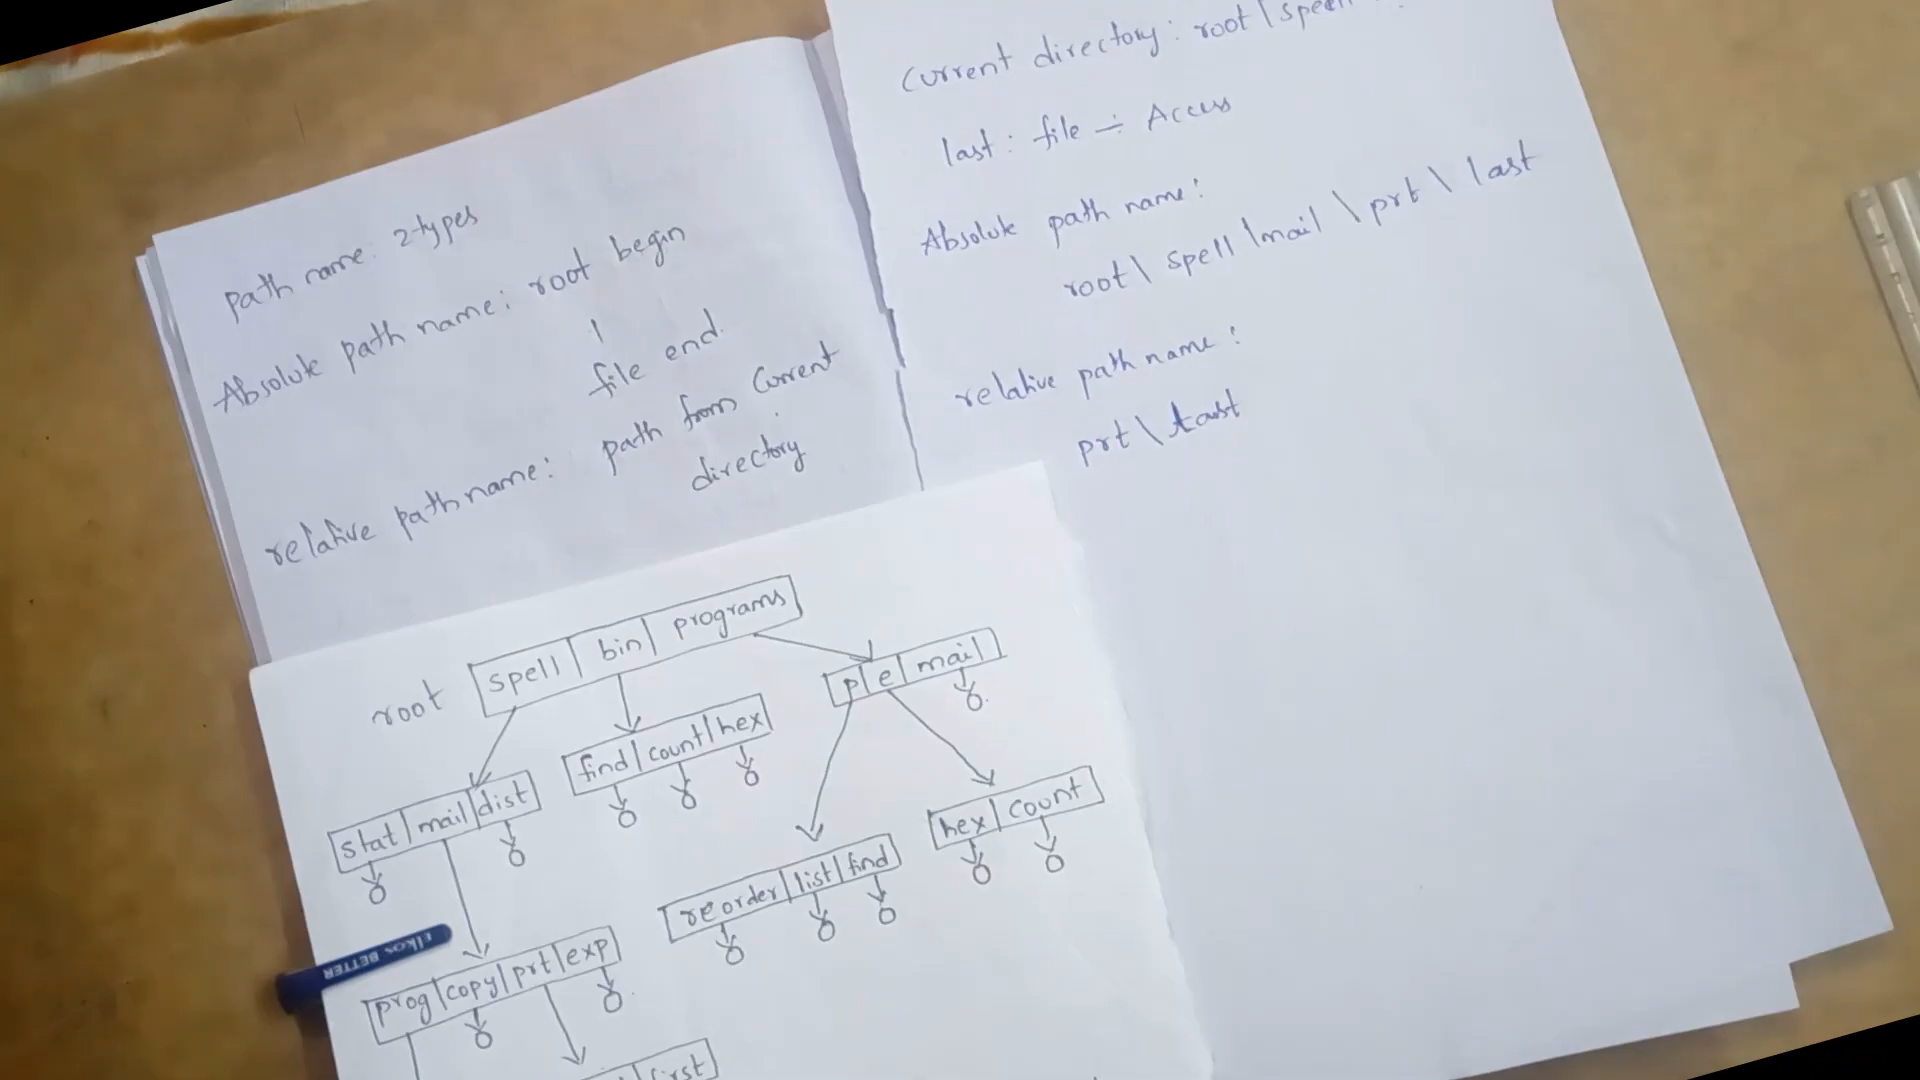 path name: 2-types
Absolute path name: root begin
file end.
relative path name: path from current
directory
Current directory: root\
last: file ÷ Access
Absolute path name:
root\spell\mail\prt\last
relative path name:
prt\last
root
spell bin programs
p e mail
find count hex
stat mail dist
hex count
reorder list find
prog copy prt exp
first
elkos BETTER